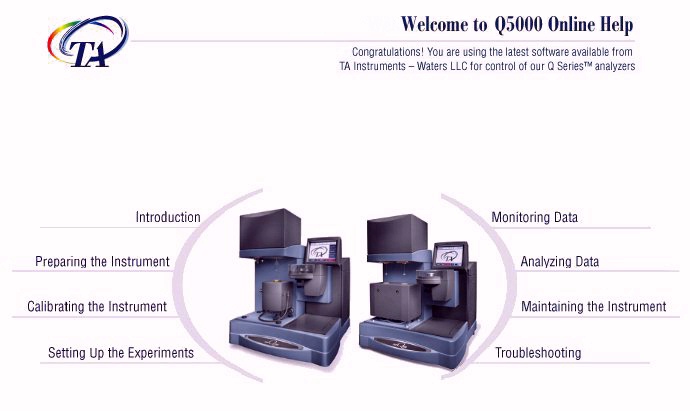 TA
Welcome to Q5000 Online Help
Congratulations! You are using the latest software available from
TA Instruments – Waters LLC for control of our Q Series™ analyzers
Introduction
Preparing the Instrument
Calibrating the Instrument
Setting Up the Experiments
TA
TA
Monitoring Data
Analyzing Data
Maintaining the Instrument
Troubleshooting